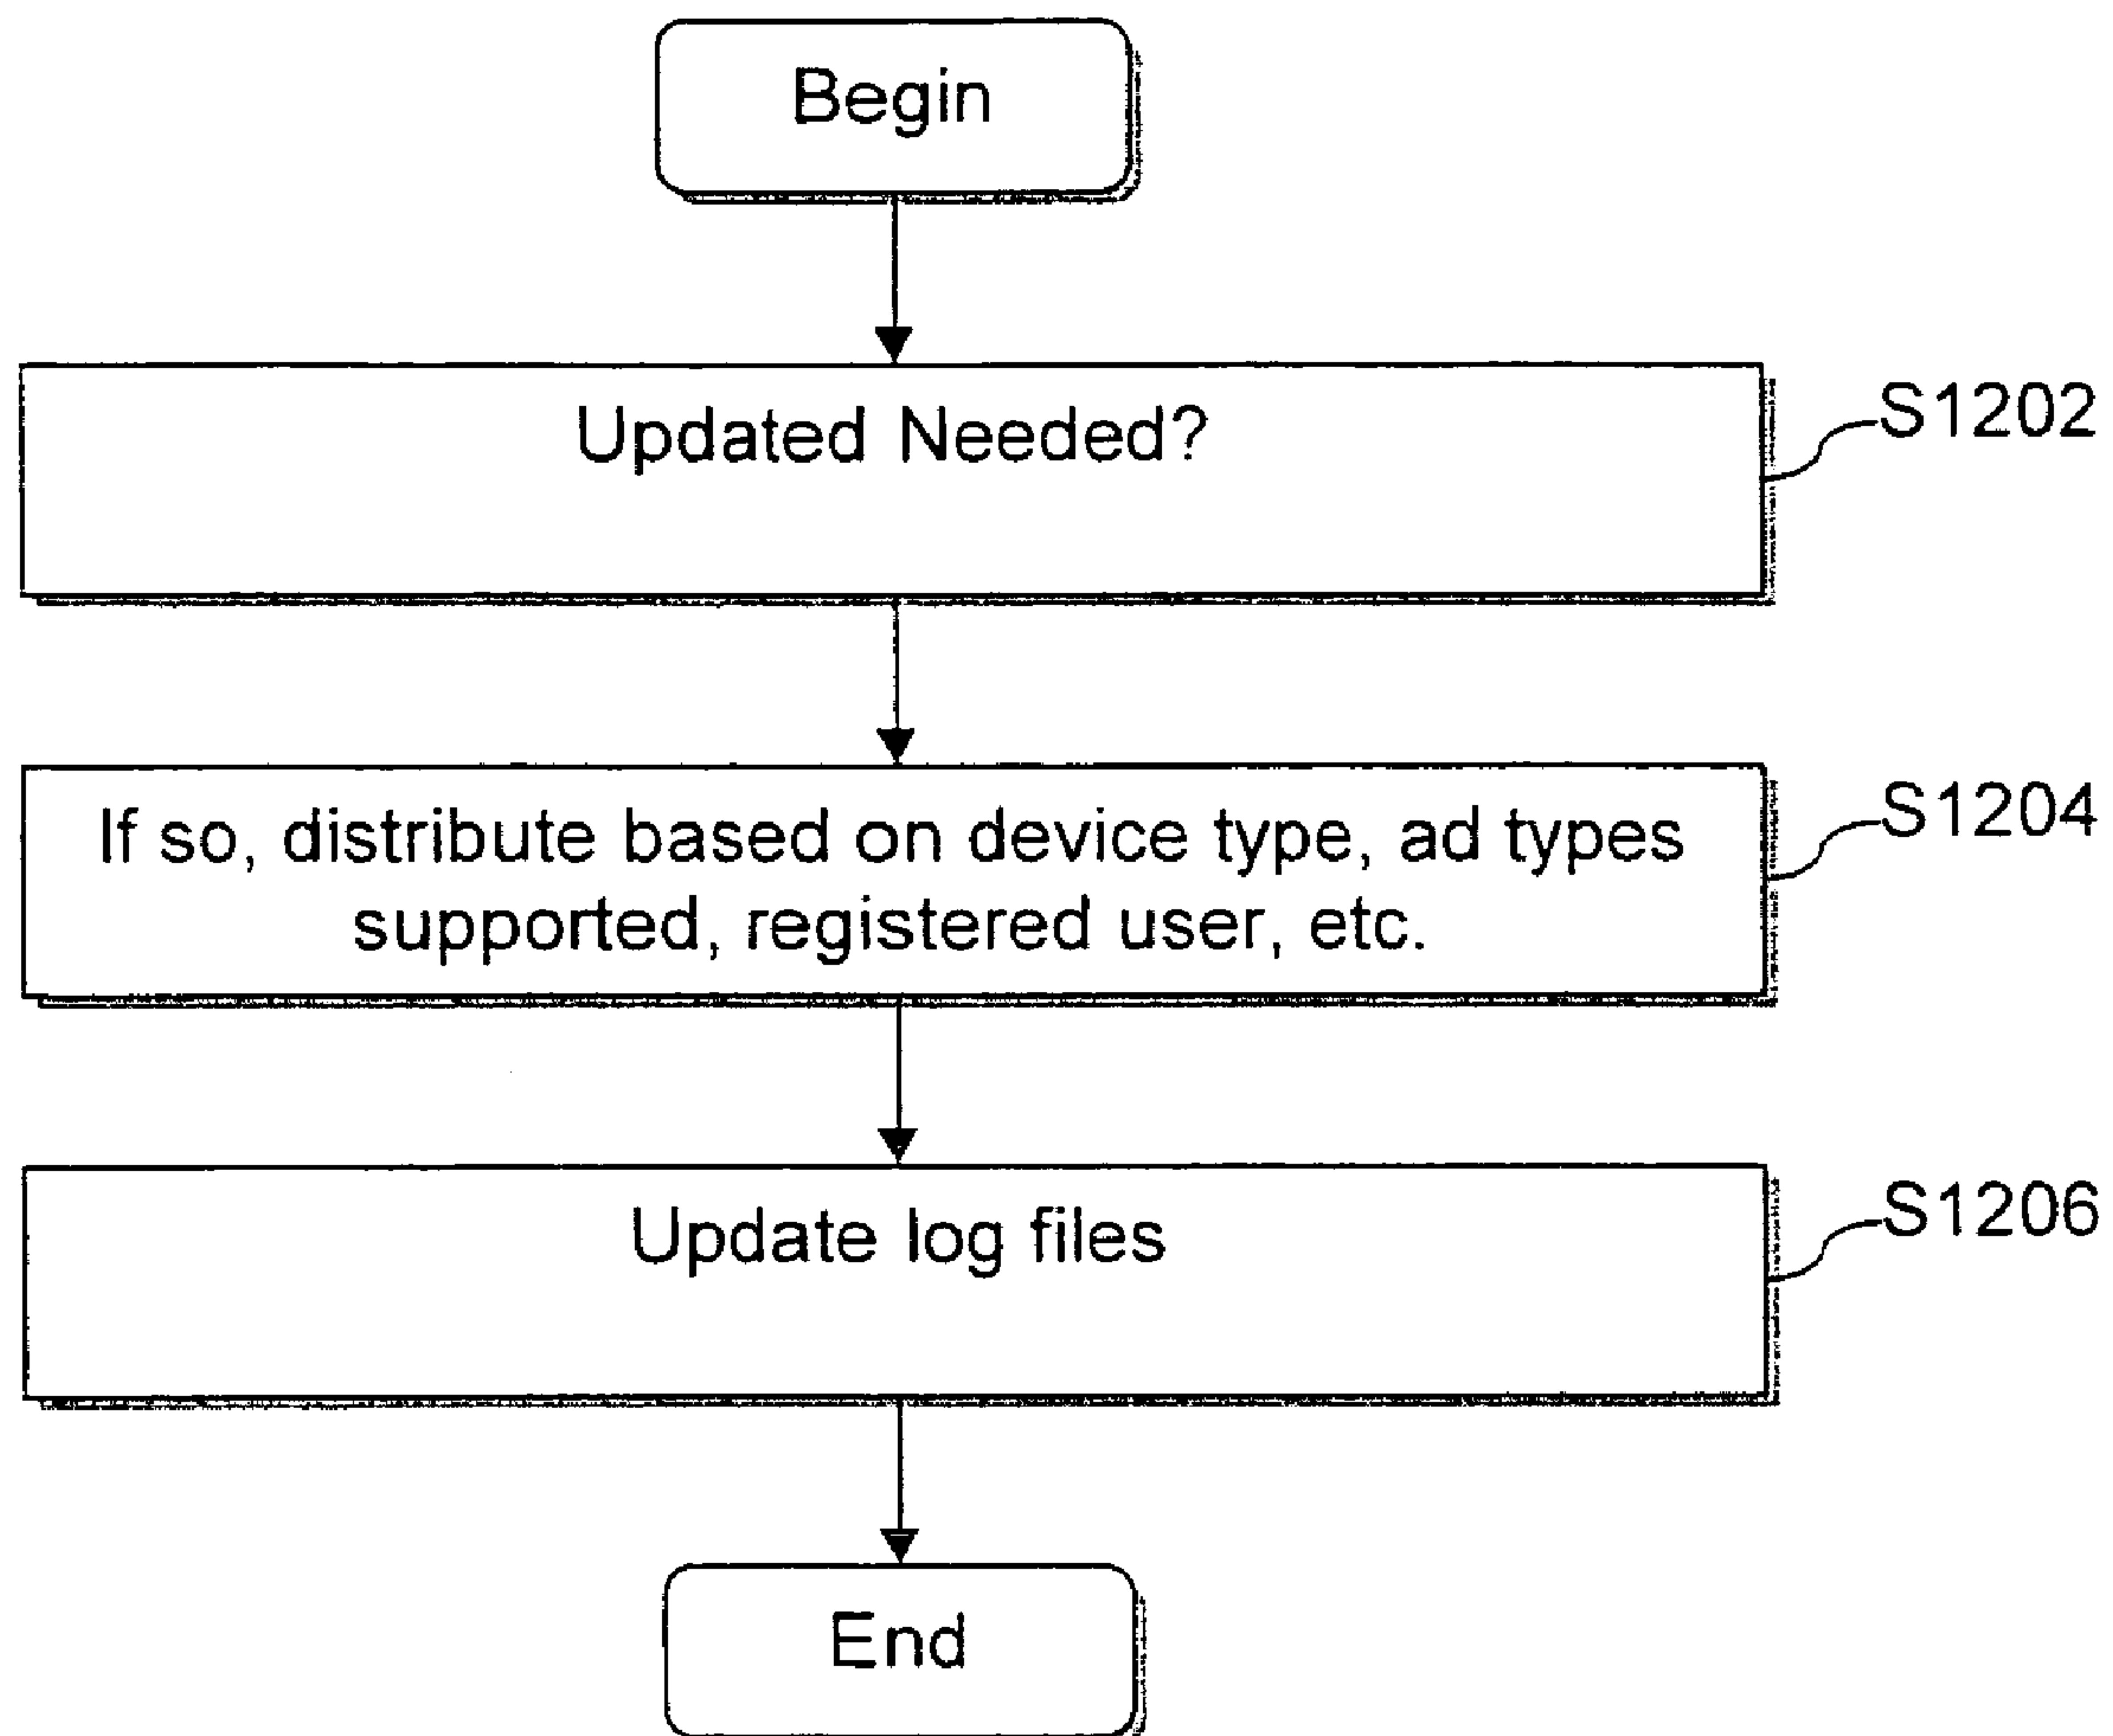 Begin
Updated Needed?
S1202
If so, distribute based on device type, ad types
supported, registered user, etc.
S1204
Update log files
S1206
End